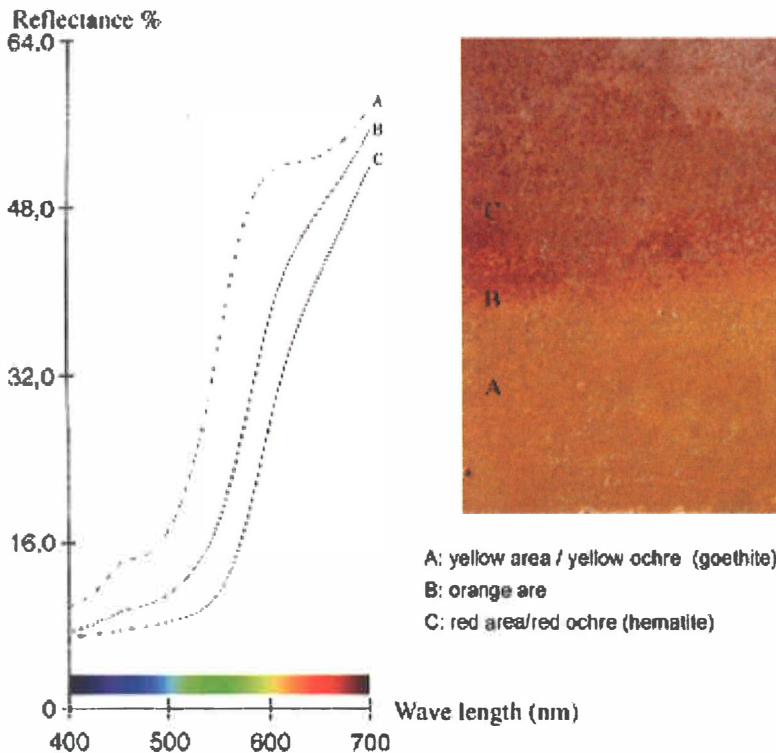 Reflectance %
64.0
48,0
32,0
16.0
0
400 500 600 700
Wave length (nm)
A
B
C
C
B
A
A: yellow area / yellow ochre (goethite)
B: orange are
C: red area/red ochre (hematite)